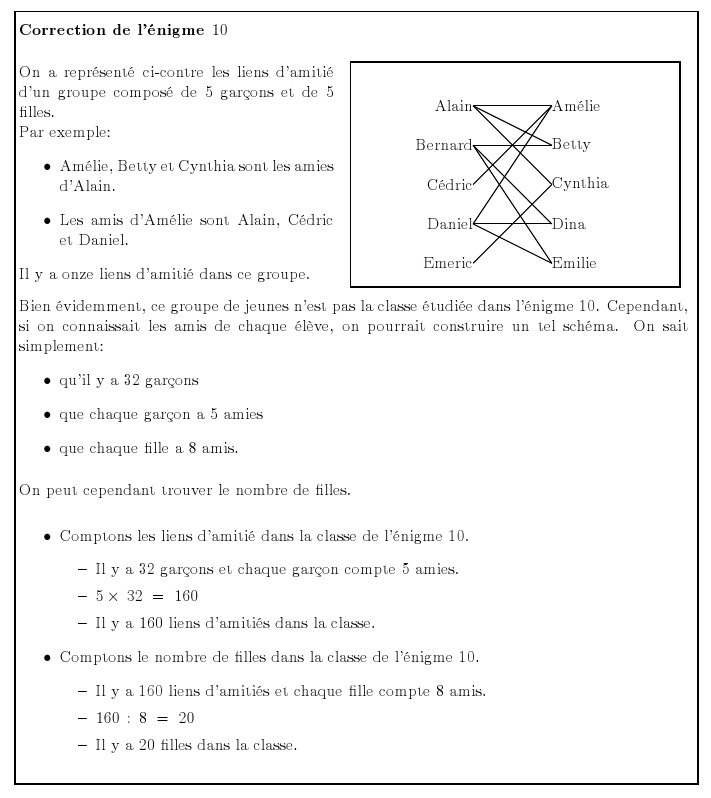 Correction de l'énigme 10
On a représenté ci-contre les liens d'amitié
d'un groupe composé de 5 garçons et de 5
filles.
Par exemple:
• Amélie, Betty et Cynthia sont les amies
d'Alain.
• Les amis d'Amélie sont Alain, Cédric
et Daniel.
Il y a onze liens d'amitié dans ce groupe.
Alain Amélie
Bernard Betty
Cédric Cynthia
Daniel Dina
Emeric Emilie
Bien évidemment, ce groupe de jeunes n'est pas la classe étudiée dans l'énigme 10. Cependant,
si on connaissait les amis de chaque élève, on pourrait construire un tel schéma. On sait
simplement:
• qu'il y a 32 garçons
• que chaque garçon a 5 amies
• que chaque fille a 8 amis.
On peut cependant trouver le nombre de filles.
• Comptons les liens d'amitié dans la classe de l'énigme 10.
– Il y a 32 garçons et chaque garçon compte 5 amies.
– 5 × 32 = 160
– Il y a 160 liens d'amitiés dans la classe.
• Comptons le nombre de filles dans la classe de l'énigme 10.
– Il y a 160 liens d'amitiés et chaque fille compte 8 amis.
– 160 : 8 = 20
– Il y a 20 filles dans la classe.